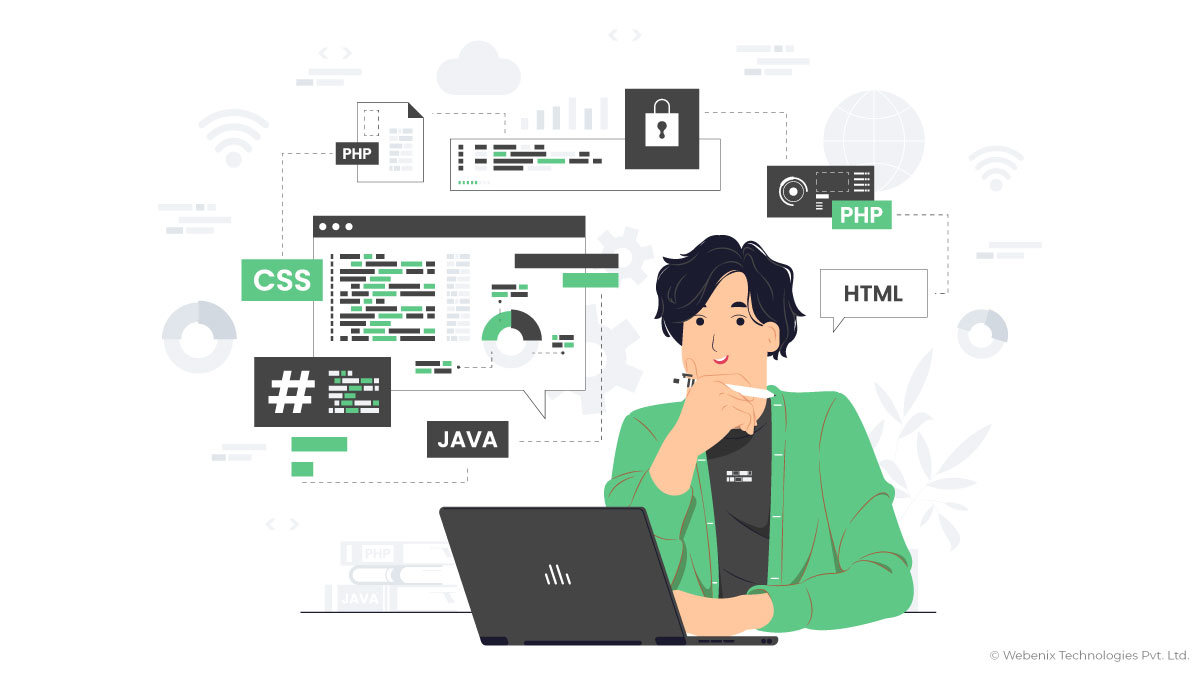 PHP
PHP
CSS
HTML
#
JAVA
PHP
JAVA
© Webenix Technologies Pvt. Ltd.